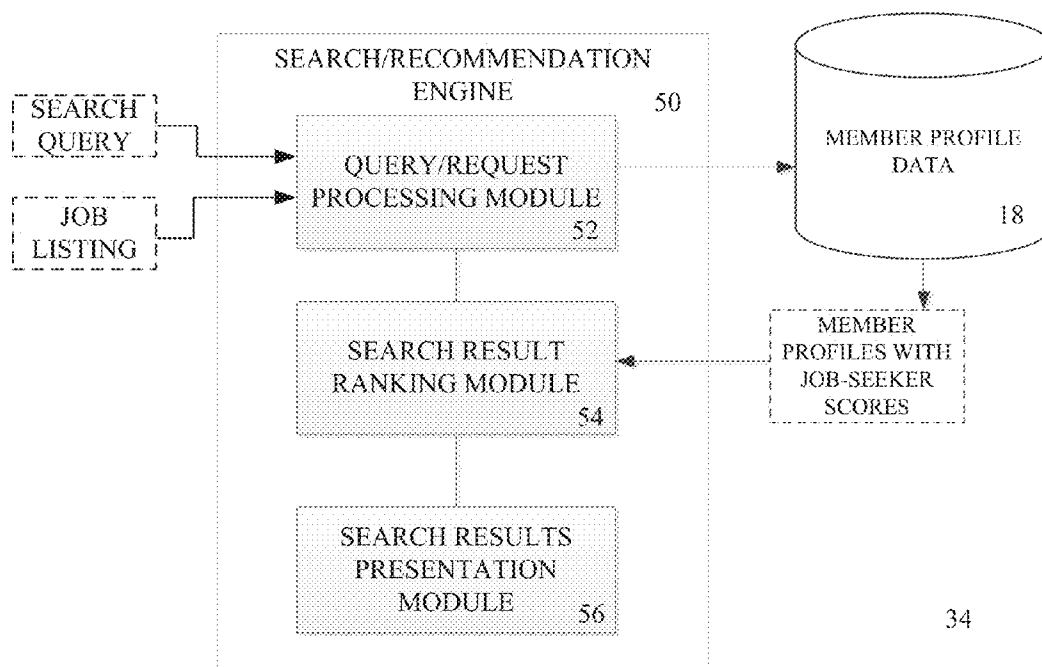 SEARCH/RECOMMENDATION
ENGINE
50
SEARCH
QUERY
JOB
LISTING
QUERY/REQUEST
PROCESSING MODULE
52
MEMBER PROFILE
DATA
18
SEARCH RESULT
RANKING MODULE
54
MEMBER
PROFILES WITH
JOB-SEEKER
SCORES
SEARCH RESULTS
PRESENTATION
MODULE
56
34